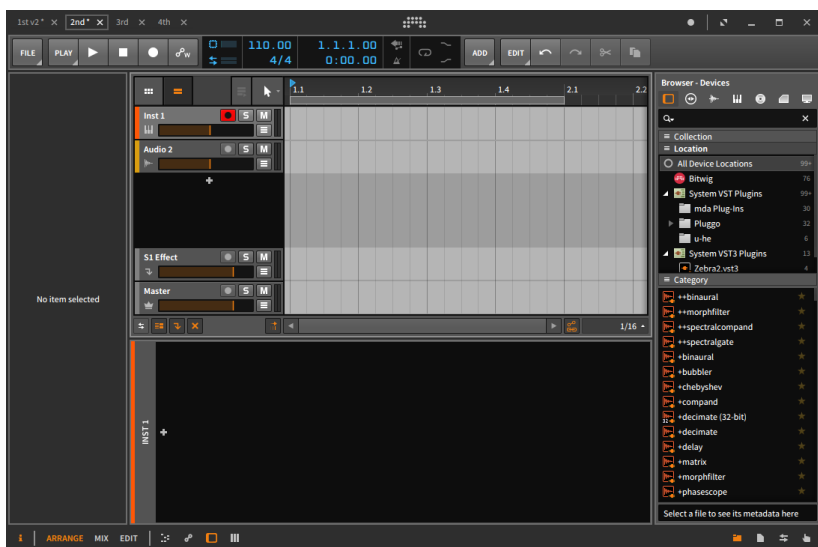 1st v2 * 2nd * 3rd 4th
FILE PLAY 110.00 1.1.1.00 ADD EDIT
4/4 0:00.00
Browser - Devices
1.1 1.2 1.3 1.4 2.1 2.2
Inst 1 S M
Audio 2 S M
+
S1 Effect S M
Master S M
1/16
No item selected
INST 1
+
Collection
Location
All Device Locations 99+
Bitwig 76
System VST Plugins 99+
mda Plug-Ins 30
Pluggo 32
u-he 6
System VST3 Plugins 13
Zebra2.vst3 4
Category
++binaural
++morphfilter
++spectralcompand
++spectralgate
+binaural
+bubbler
+chebyshev
+compand
+decimate (32-bit)
+decimate
+delay
+matrix
+morphfilter
+phasescope
Select a file to see its metadata here
i ARRANGE MIX EDIT